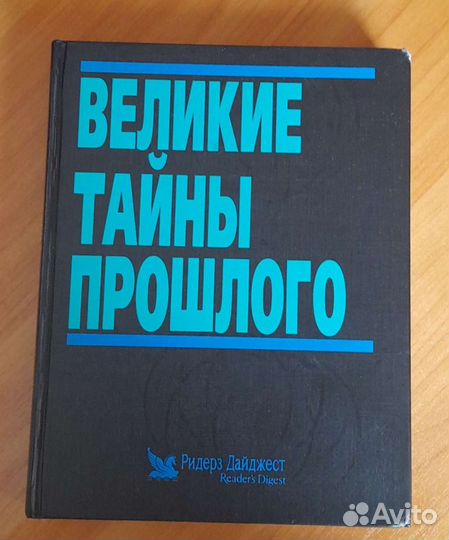 ВЕЛИКИЕ
ТАЙНЫ
ПРОШЛОГО
Ридерз Дайджест
Reader's Digest
Avito